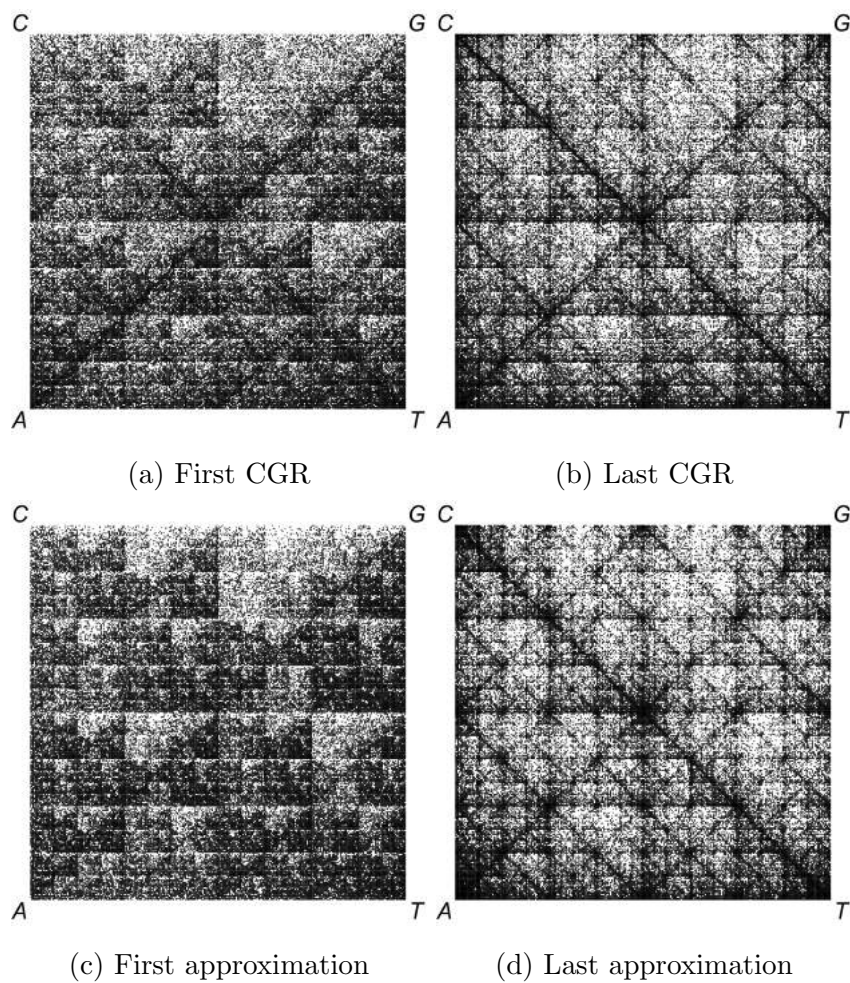 C G C G
A T A T
(a) First CGR (b) Last CGR
C G C G
A T A T
(c) First approximation (d) Last approximation